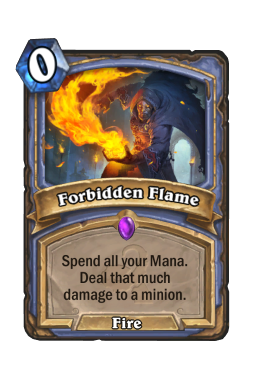 0
Forbidden Flame
Spend all your Mana.
Deal that much
damage to a minion.
Fire